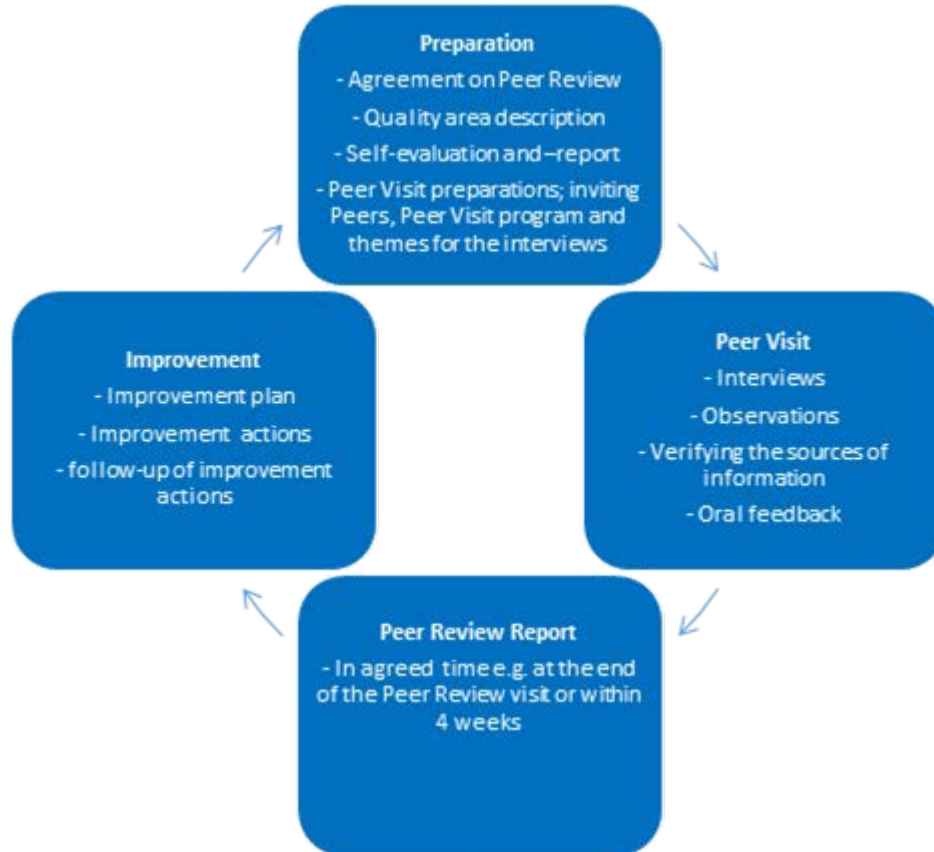 Preparation
- Agreement on Peer Review
- Quality area description
- Self-evaluation and –report
- Peer Visit preparations; inviting
Peers, Peer Visit program and
themes for the interviews
Peer Visit
- Interviews
- Observations
- Verifying the sources of
information
- Oral feedback
Peer Review Report
- In agreed time e.g. at the end
of the Peer Review visit or within
4 weeks
Improvement
- Improvement plan
- Improvement actions
- follow-up of improvement
actions